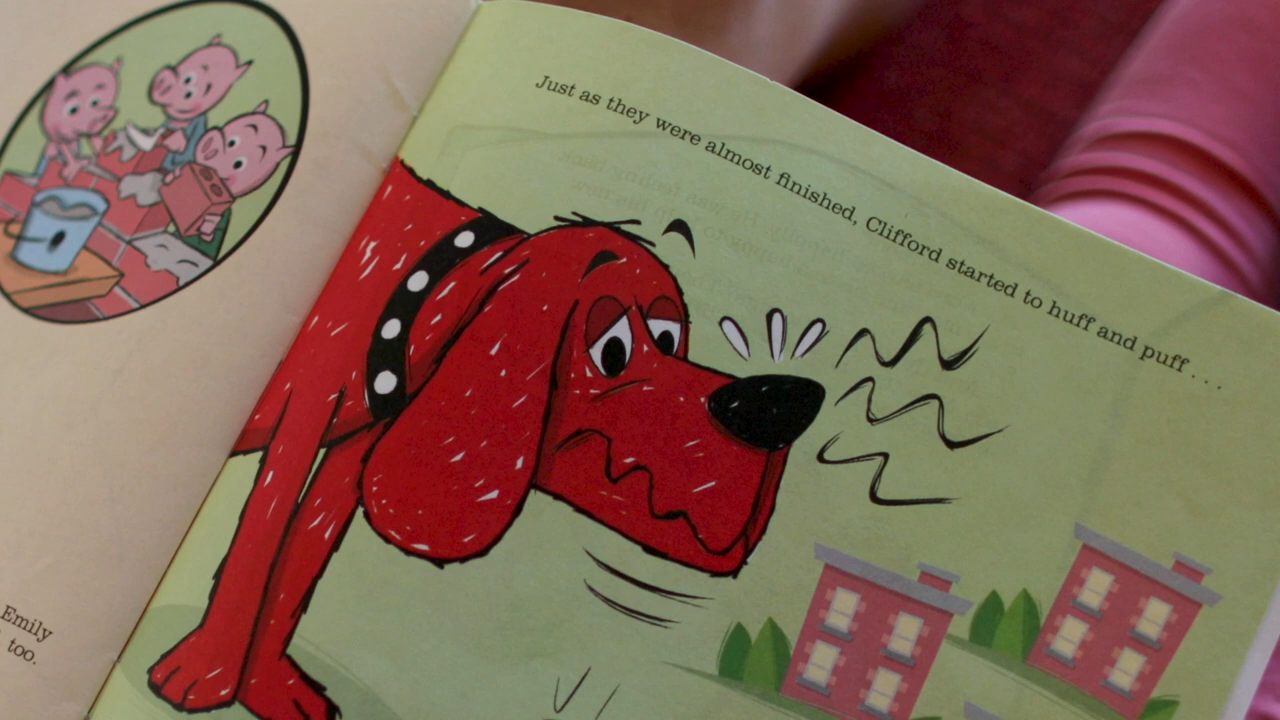 Emily
too.
Just as they were almost finished, Clifford started to huff and puff . . .